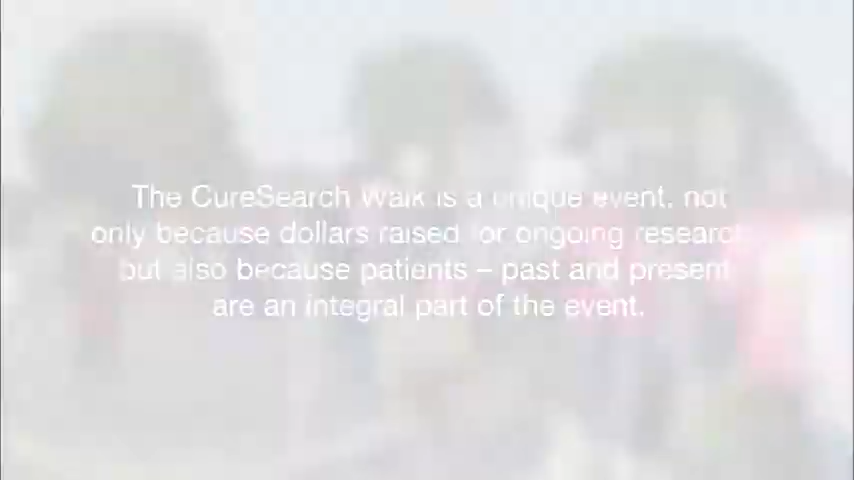 The CureSearch Walk is a unique event, not
only because dollars raised for ongoing research
but also because patients – past and present
are an integral part of the event.